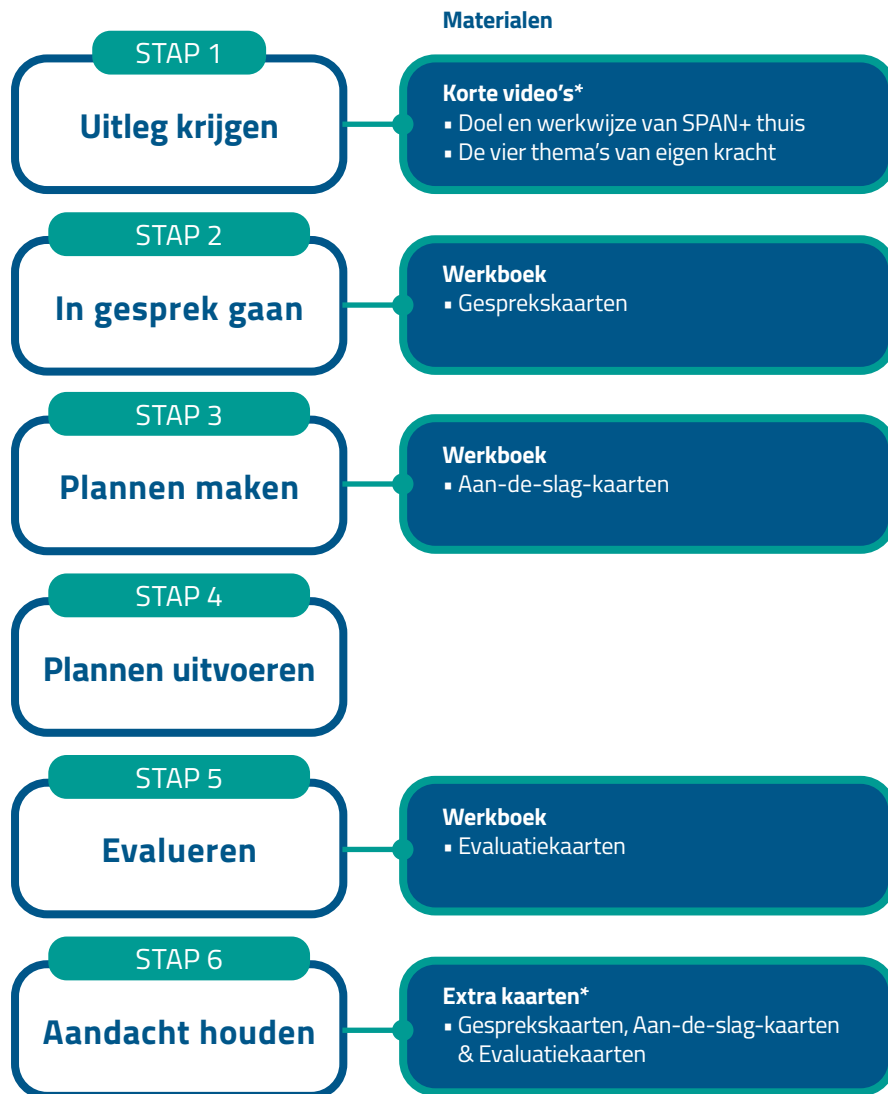 Materialen
STAP 1
Uitleg krijgen
Korte video's*
▪ Doel en werkwijze van SPAN+ thuis
▪ De vier thema's van eigen kracht
STAP 2
In gesprek gaan
Werkboek
▪ Gesprekskaarten
STAP 3
Plannen maken
Werkboek
▪ Aan-de-slag-kaarten
STAP 4
Plannen uitvoeren
STAP 5
Evalueren
Werkboek
▪ Evaluatiekaarten
STAP 6
Aandacht houden
Extra kaarten*
▪ Gesprekskaarten, Aan-de-slag-kaarten
& Evaluatiekaarten